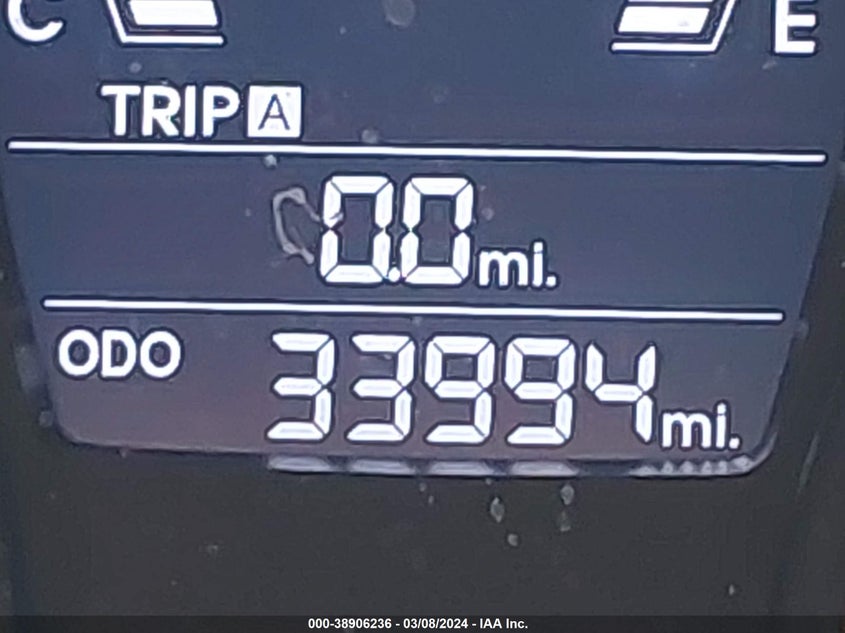 C E
TRIP A
0.0 mi.
ODO 33994 mi.
000-38906236 - 03/08/2024 - IAA Inc.